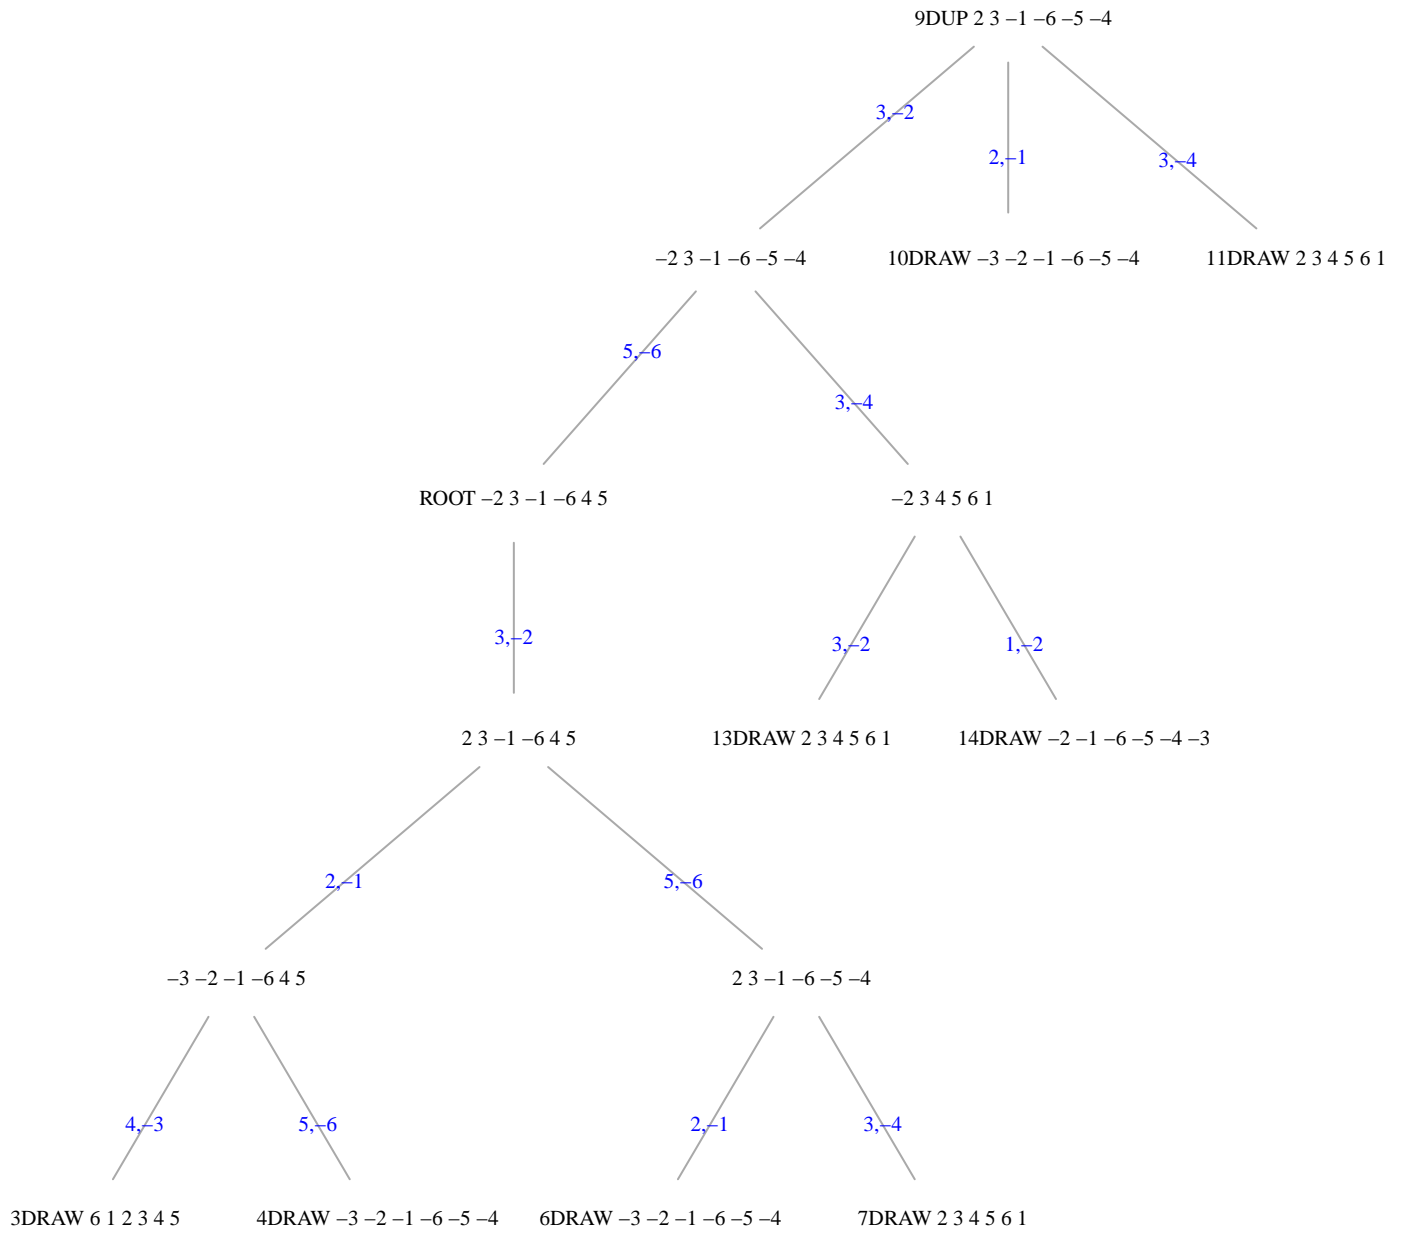 9DUP 2 3 –1 –6 –5 –4
3,–2
2,–1
3,–4
–2 3 –1 –6 –5 –4
10DRAW –3 –2 –1 –6 –5 –4
11DRAW 2 3 4 5 6 1
5,–6
3,–4
ROOT –2 3 –1 –6 4 5
–2 3 4 5 6 1
3,–2
3,–2
1,–2
2 3 –1 –6 4 5
13DRAW 2 3 4 5 6 1
14DRAW –2 –1 –6 –5 –4 –3
2,–1
5,–6
–3 –2 –1 –6 4 5
2 3 –1 –6 –5 –4
4,–3
5,–6
2,–1
3,–4
3DRAW 6 1 2 3 4 5
4DRAW –3 –2 –1 –6 –5 –4
6DRAW –3 –2 –1 –6 –5 –4
7DRAW 2 3 4 5 6 1